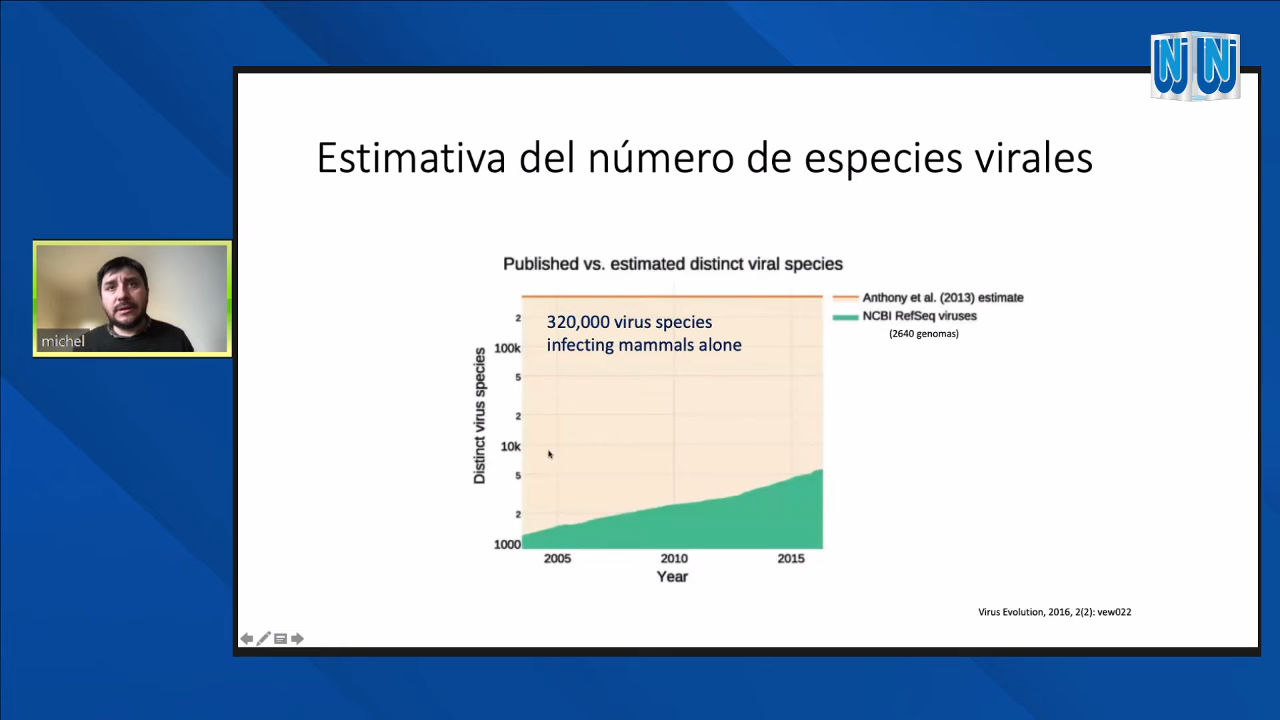 Estimativa del número de especies virales
Published vs. estimated distinct viral species
Anthony et al. (2013) estimate
NCBI RefSeq viruses
(2640 genomas)
320,000 virus species
infecting mammals alone
Distinct virus species
2
100k
5
2
10k
5
2
1000
2005 2010 2015
Year
Virus Evolution, 2016, 2(2): vew022
michel
UNJ UNJ